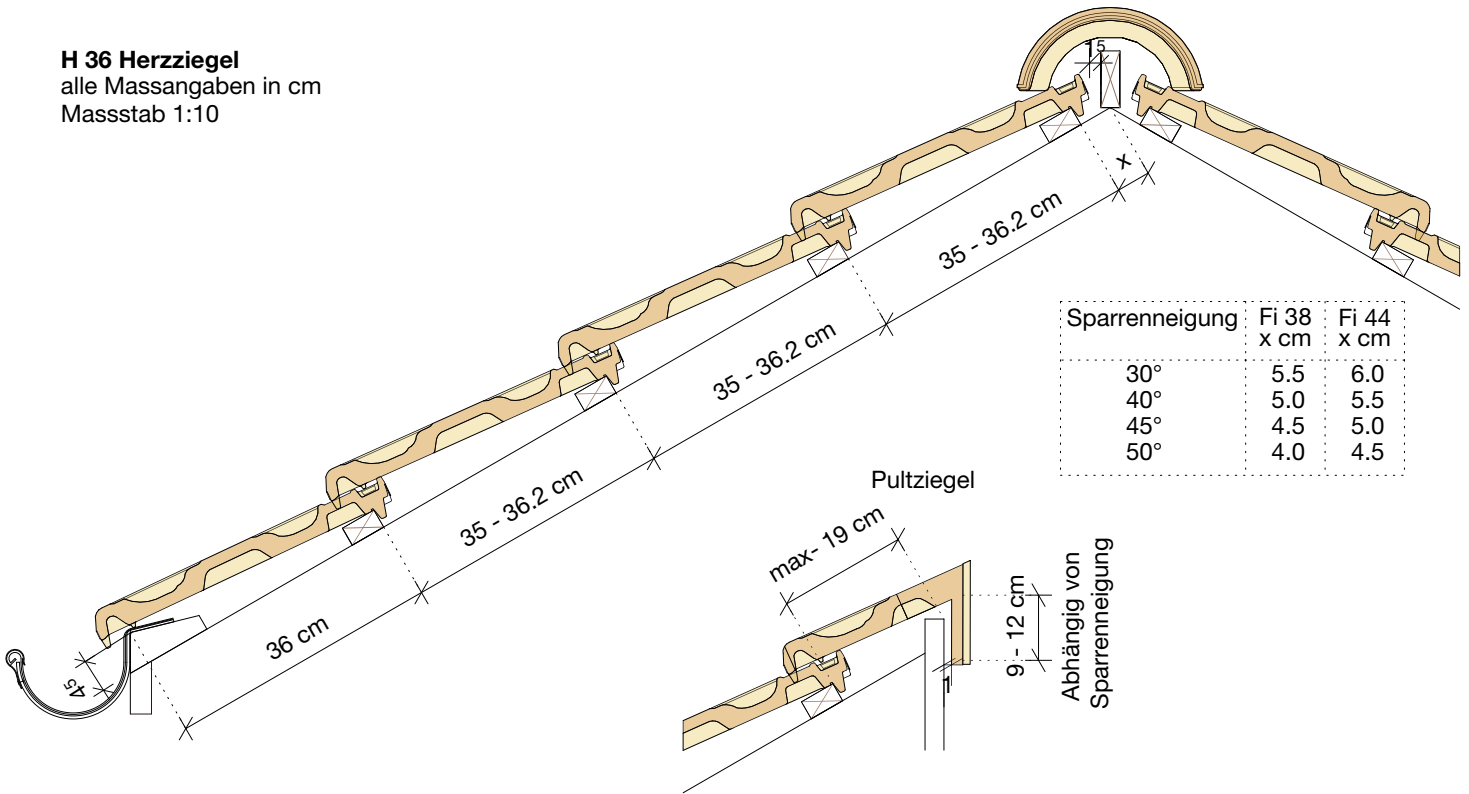 H 36 Herzziegel
alle Massangaben in cm
Massstab 1:10
1⁵
x
35 - 36.2 cm
35 - 36.2 cm
35 - 36.2 cm
36 cm
45
Sparrenneigung Fi 38 Fi 44
x cm x cm
30° 5.5 6.0
40° 5.0 5.5
45° 4.5 5.0
50° 4.0 4.5
Pultziegel
max- 19 cm
9 - 12 cm
Abhängig von
Sparrenneigung
1